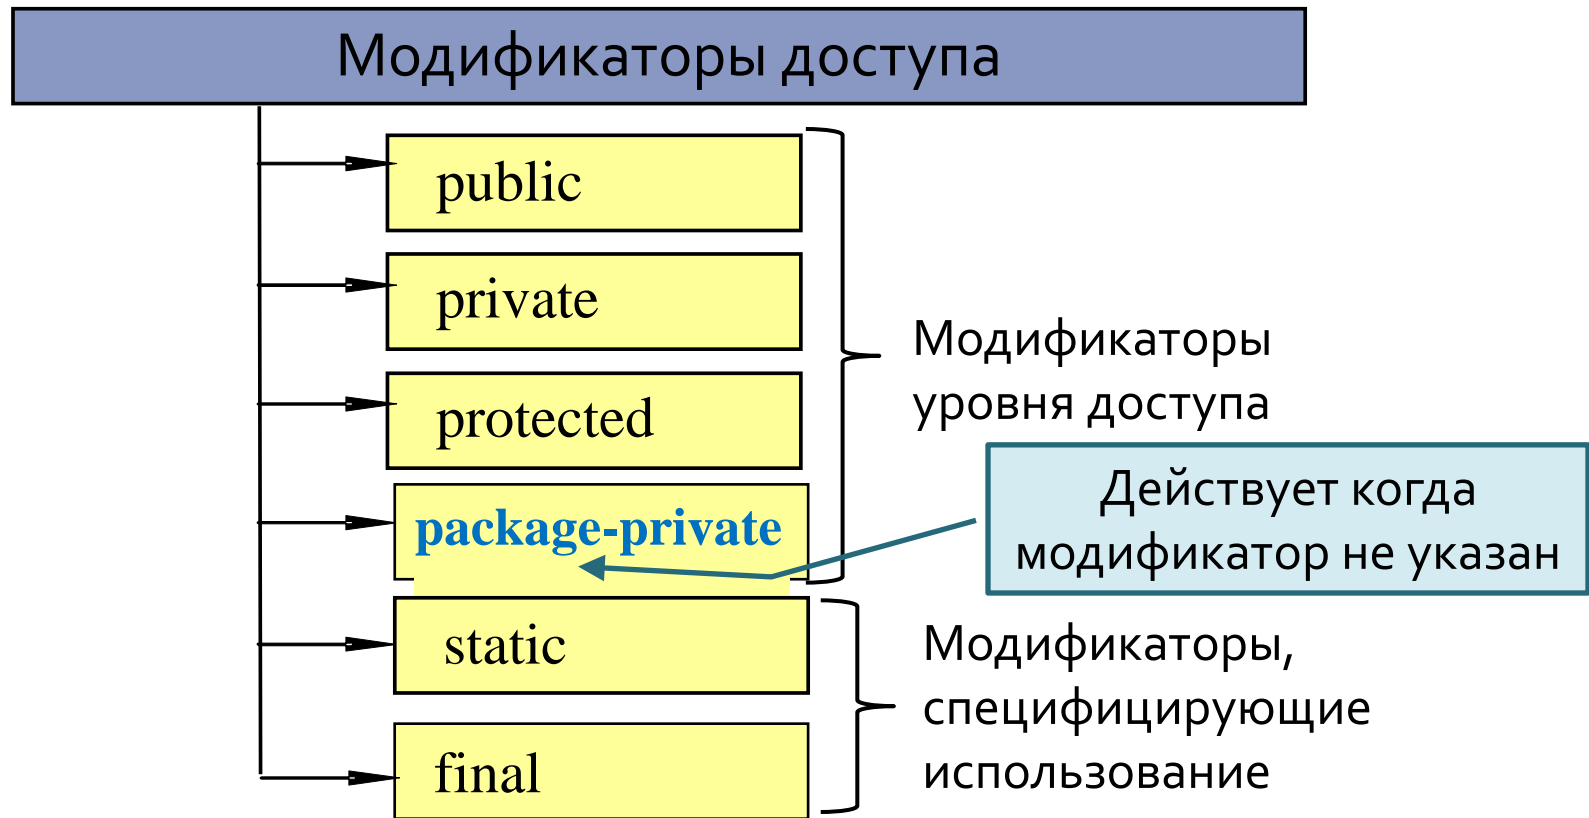 Модификаторы доступа
public
private
protected
package-private
static
final
Модификаторы
уровня доступа
Действует когда
модификатор не указан
Модификаторы,
специфицирующие
использование